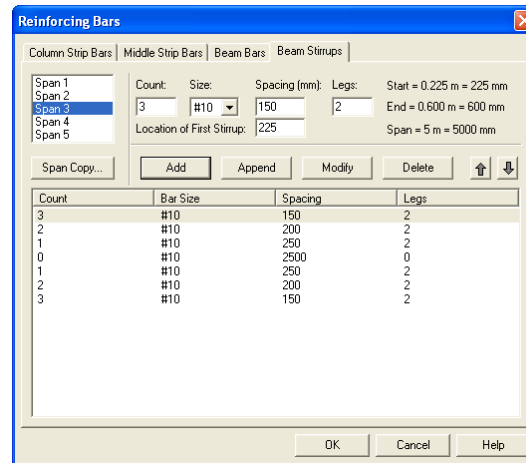 Reinforcing Bars
Column Strip Bars Middle Strip Bars Beam Bars Beam Stirrups
Span 1
Span 2
Span 3
Span 4
Span 5
Count: Size: Spacing (mm): Legs: Start = 0.225 m = 225 mm
3 #10 150 2 End = 0.600 m = 600 mm
Location of First Stirrup: 225 Span = 5 m = 5000 mm
Span Copy... Add Append Modify Delete
Count Bar Size Spacing Legs
3 #10 150 2
2 #10 200 2
1 #10 250 2
0 #10 2500 0
1 #10 250 2
2 #10 200 2
3 #10 150 2
OK Cancel Help